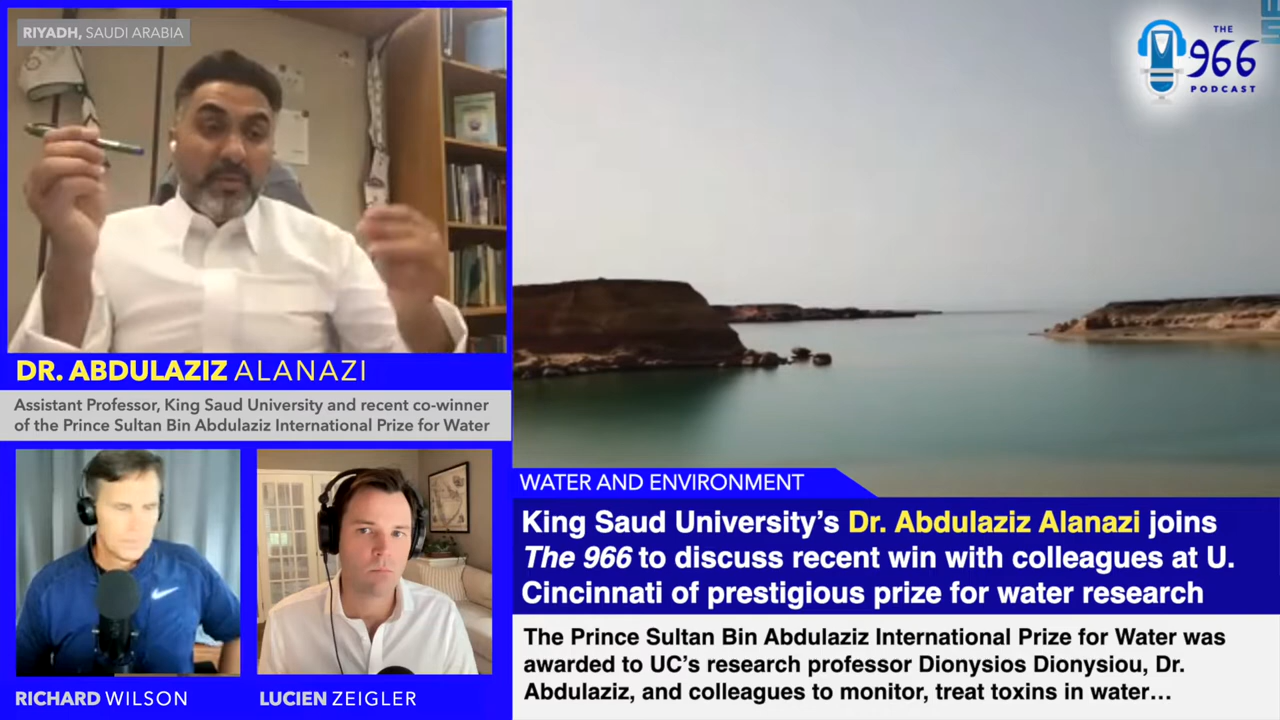 RIYADH, SAUDI ARABIA
THE
966
PODCAST
DR. ABDULAZIZ ALANAZI
Assistant Professor, King Saud University and recent co-winner
of the Prince Sultan Bin Abdulaziz International Prize for Water
RICHARD WILSON
LUCIEN ZEIGLER
WATER AND ENVIRONMENT
King Saud University’s Dr. Abdulaziz Alanazi joins
The 966 to discuss recent win with colleagues at U.
Cincinnati of prestigious prize for water research
The Prince Sultan Bin Abdulaziz International Prize for Water was
awarded to UC’s research professor Dionysios Dionysiou, Dr.
Abdulaziz, and colleagues to monitor, treat toxins in water…